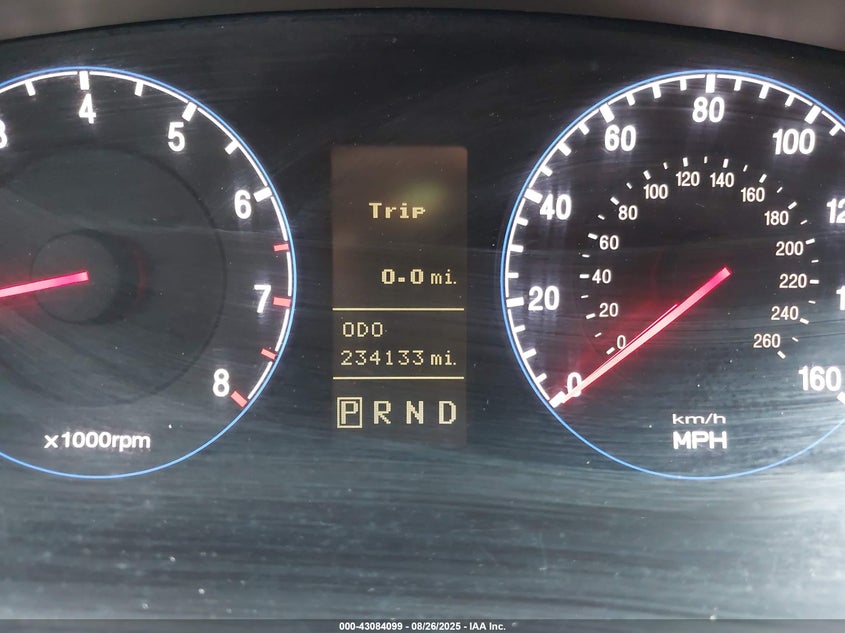 3 4 5 6 7 8
x1000rpm
Trip
0.0 mi.
ODO
234133 mi.
P R N D
0 20 40 60 80 100 160
0 20 40 60 80 100 120 140 160 180 200 220 240 260
km/h
MPH
000-43084099 - 08/26/2025 - IAA Inc.